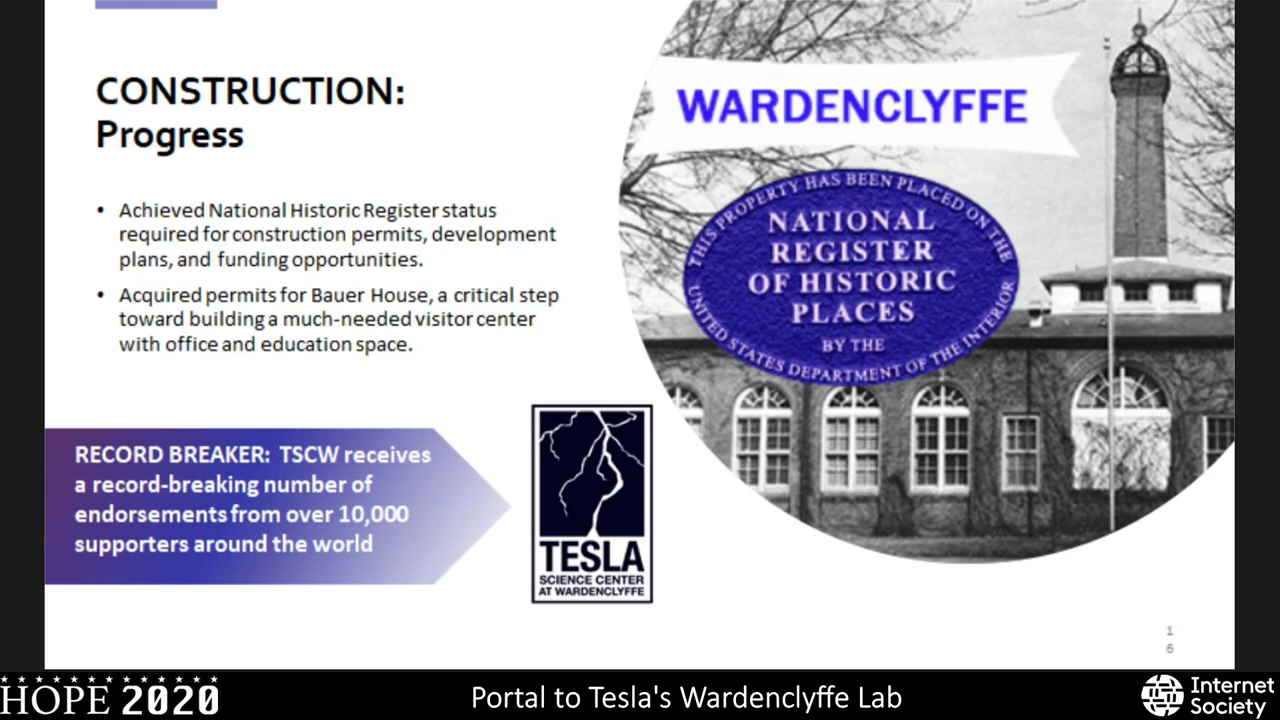 CONSTRUCTION:
Progress
• Achieved National Historic Register status
required for construction permits, development
plans, and funding opportunities.
• Acquired permits for Bauer House, a critical step
toward building a much-needed visitor center
with office and education space.
RECORD BREAKER: TSCW receives
a record-breaking number of
endorsements from over 10,000
supporters around the world
TESLA
SCIENCE CENTER
AT WARDENCLYFFE
WARDENCLYFFE
THIS PROPERTY HAS BEEN PLACED ON THE
NATIONAL
REGISTER
OF HISTORIC
PLACES
BY THE
UNITED STATES DEPARTMENT OF THE INTERIOR
1
6
HOPE 2020
Portal to Tesla's Wardenclyffe Lab
Internet
Society